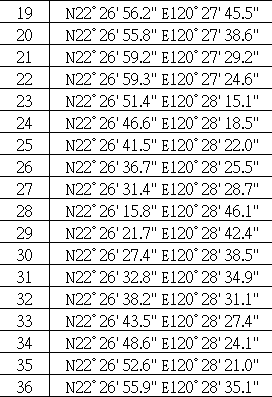 19 N22°26'56.2" E120°27'45.5"
20 N22°26'55.8" E120°27'38.6"
21 N22°26'59.2" E120°27'29.2"
22 N22°26'59.3" E120°27'24.6"
23 N22°26'51.4" E120°28'15.1"
24 N22°26'46.6" E120°28'18.5"
25 N22°26'41.5" E120°28'22.0"
26 N22°26'36.7" E120°28'25.5"
27 N22°26'31.4" E120°28'28.7"
28 N22°26'15.8" E120°28'46.1"
29 N22°26'21.7" E120°28'42.4"
30 N22°26'27.4" E120°28'38.5"
31 N22°26'32.8" E120°28'34.9"
32 N22°26'38.2" E120°28'31.1"
33 N22°26'43.5" E120°28'27.4"
34 N22°26'48.6" E120°28'24.1"
35 N22°26'52.6" E120°28'21.0"
36 N22°26'55.9" E120°28'35.1"